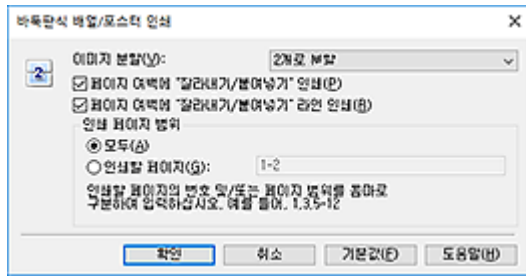 바둑판식 배열/포스터 인쇄
이미지 분할(V): 2개로 분할
2
페이지 여백에 "잘라내기/붙여넣기" 인쇄(P)
페이지 여백에 "잘라내기/붙여넣기" 라인 인쇄(R)
인쇄 페이지 범위
모두(A)
인쇄할 페이지(G): 1-2
인쇄할 페이지의 번호 및/또는 페이지 범위를 콤마로
구분하여 입력하십시오. 예를 들어, 1,3,5-12
확인 취소 기본값(F) 도움말(H)